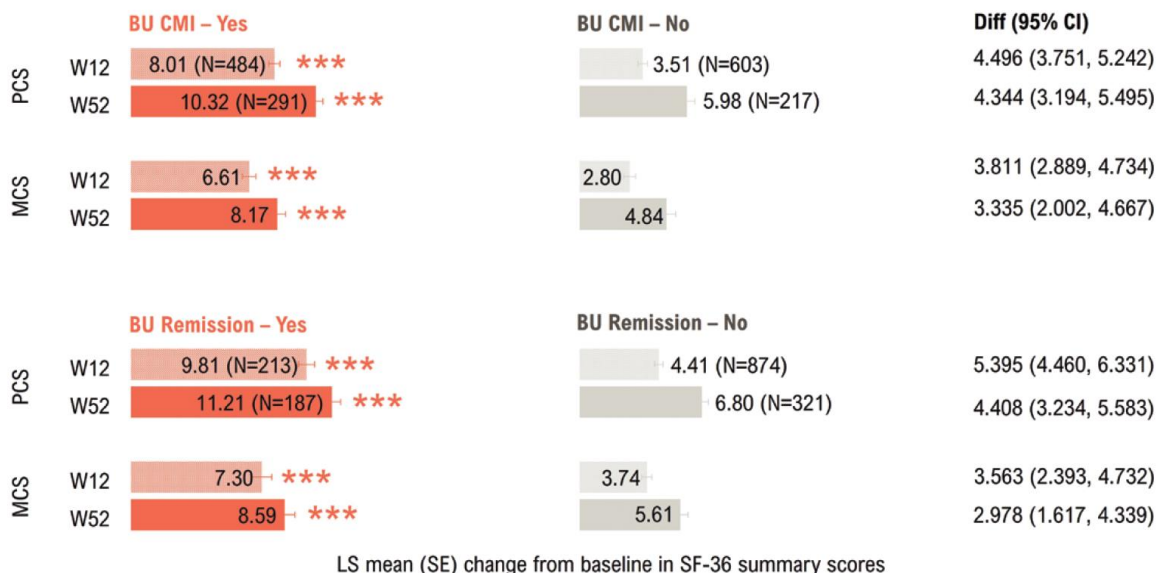 BU CMI – Yes BU CMI – No Diff (95% CI)
PCS W12 8.01 (N=484) *** 3.51 (N=603) 4.496 (3.751, 5.242)
W52 10.32 (N=291) *** 5.98 (N=217) 4.344 (3.194, 5.495)
MCS W12 6.61 *** 2.80 3.811 (2.889, 4.734)
W52 8.17 *** 4.84 3.335 (2.002, 4.667)
BU Remission – Yes BU Remission – No
PCS W12 9.81 (N=213) *** 4.41 (N=874) 5.395 (4.460, 6.331)
W52 11.21 (N=187) *** 6.80 (N=321) 4.408 (3.234, 5.583)
MCS W12 7.30 *** 3.74 3.563 (2.393, 4.732)
W52 8.59 *** 5.61 2.978 (1.617, 4.339)
LS mean (SE) change from baseline in SF-36 summary scores